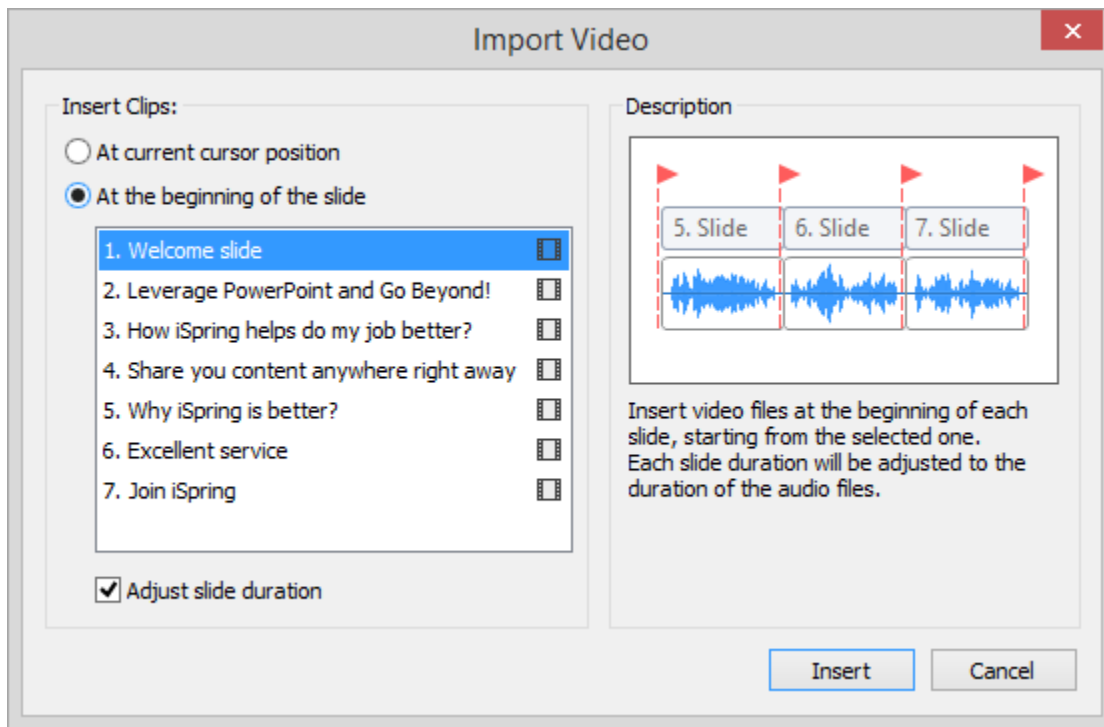 Import Video
Insert Clips:
At current cursor position
At the beginning of the slide
1. Welcome slide
2. Leverage PowerPoint and Go Beyond!
3. How iSpring helps do my job better?
4. Share you content anywhere right away
5. Why iSpring is better?
6. Excellent service
7. Join iSpring
Adjust slide duration
Description
5. Slide 6. Slide 7. Slide
Insert video files at the beginning of each
slide, starting from the selected one.
Each slide duration will be adjusted to the
duration of the audio files.
Insert Cancel